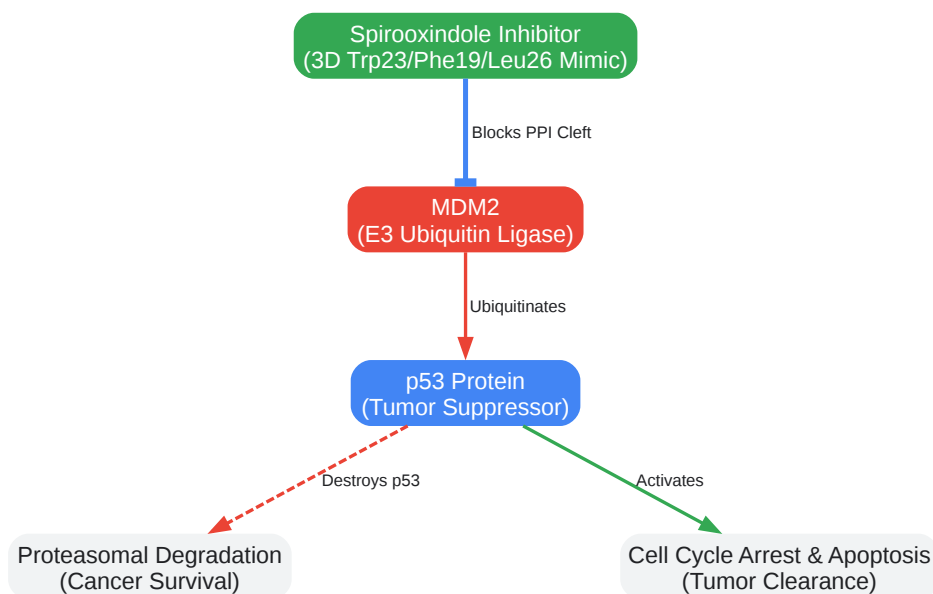 Spirooxindole Inhibitor
(3D Trp23/Phe19/Leu26 Mimic)
Blocks PPI Cleft
MDM2
(E3 Ubiquitin Ligase)
Ubiquitinates
p53 Protein
(Tumor Suppressor)
Destroys p53
Activates
Proteasomal Degradation
(Cancer Survival)
Cell Cycle Arrest & Apoptosis
(Tumor Clearance)